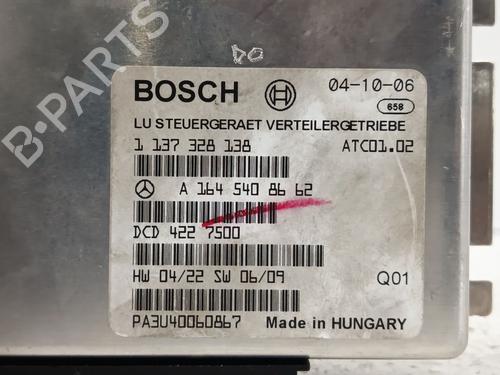 BOSCH 04-10-06
658
LU STEUERGERAET VERTEILERGETRIEBE
1 137 328 138 ATC01.02
A 164 540 86 62
DCD 422 7500
HW 04/22 SW 06/09 Q01
PA3U40060867 Made in HUNGARY